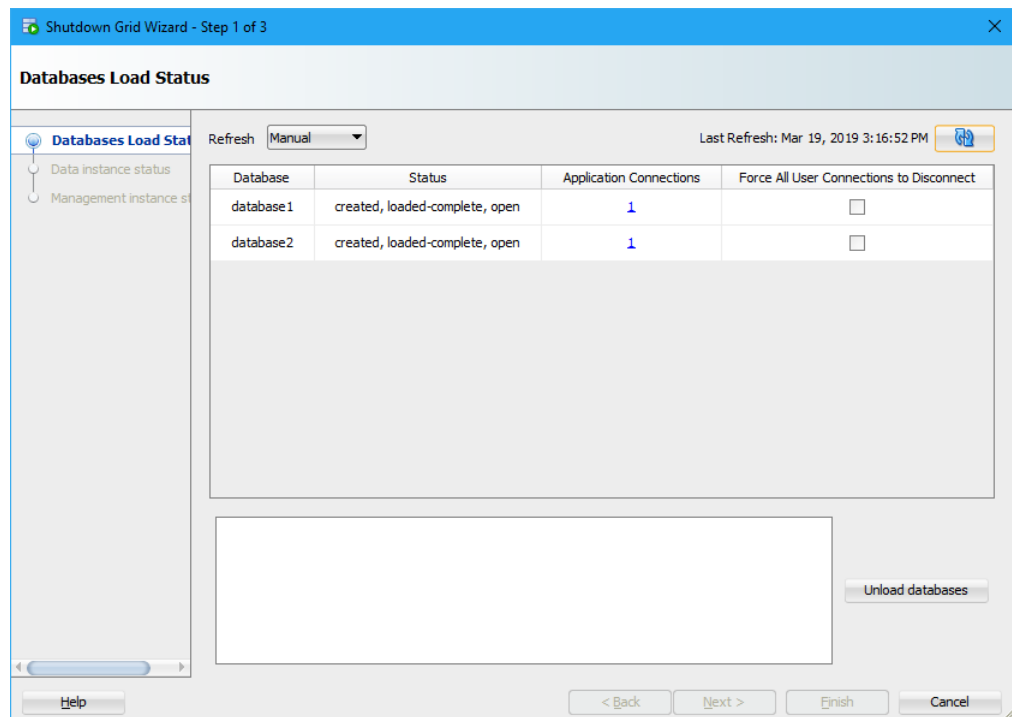 Shutdown Grid Wizard - Step 1 of 3
Databases Load Status
Databases Load Stat
Data instance status
Management instance st
Refresh Manual Last Refresh: Mar 19, 2019 3:16:52 PM
Database Status Application Connections Force All User Connections to Disconnect
database1 created, loaded-complete, open 1
database2 created, loaded-complete, open 1
Unload databases
Help < Back Next > Finish Cancel